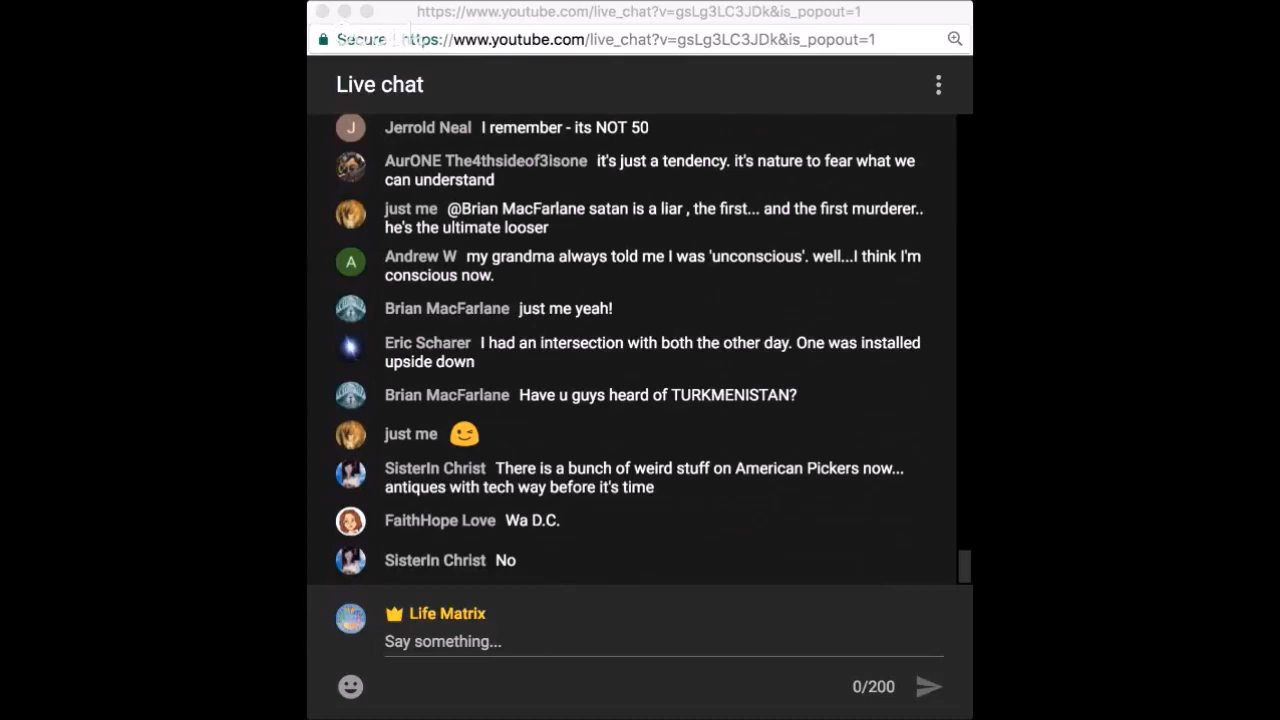 https://www.youtube.com/live_chat?v=gsLg3LC3JDk&is_popout=1
Secure https://www.youtube.com/live_chat?v=gsLg3LC3JDk&is_popout=1
Live chat
J Jerrold Neal I remember - its NOT 50
AurONE The4thsideof3isone it's just a tendency. it's nature to fear what we
can understand
just me @Brian MacFarlane satan is a liar , the first... and the first murderer..
he's the ultimate looser
A Andrew W my grandma always told me I was 'unconscious'. well...I think I'm
conscious now.
Brian MacFarlane just me yeah!
Eric Scharer I had an intersection with both the other day. One was installed
upside down
Brian MacFarlane Have u guys heard of TURKMENISTAN?
just me 😉
SisterIn Christ There is a bunch of weird stuff on American Pickers now...
antiques with tech way before it's time
FaithHope Love Wa D.C.
SisterIn Christ No
Life Matrix
Say something...
0/200